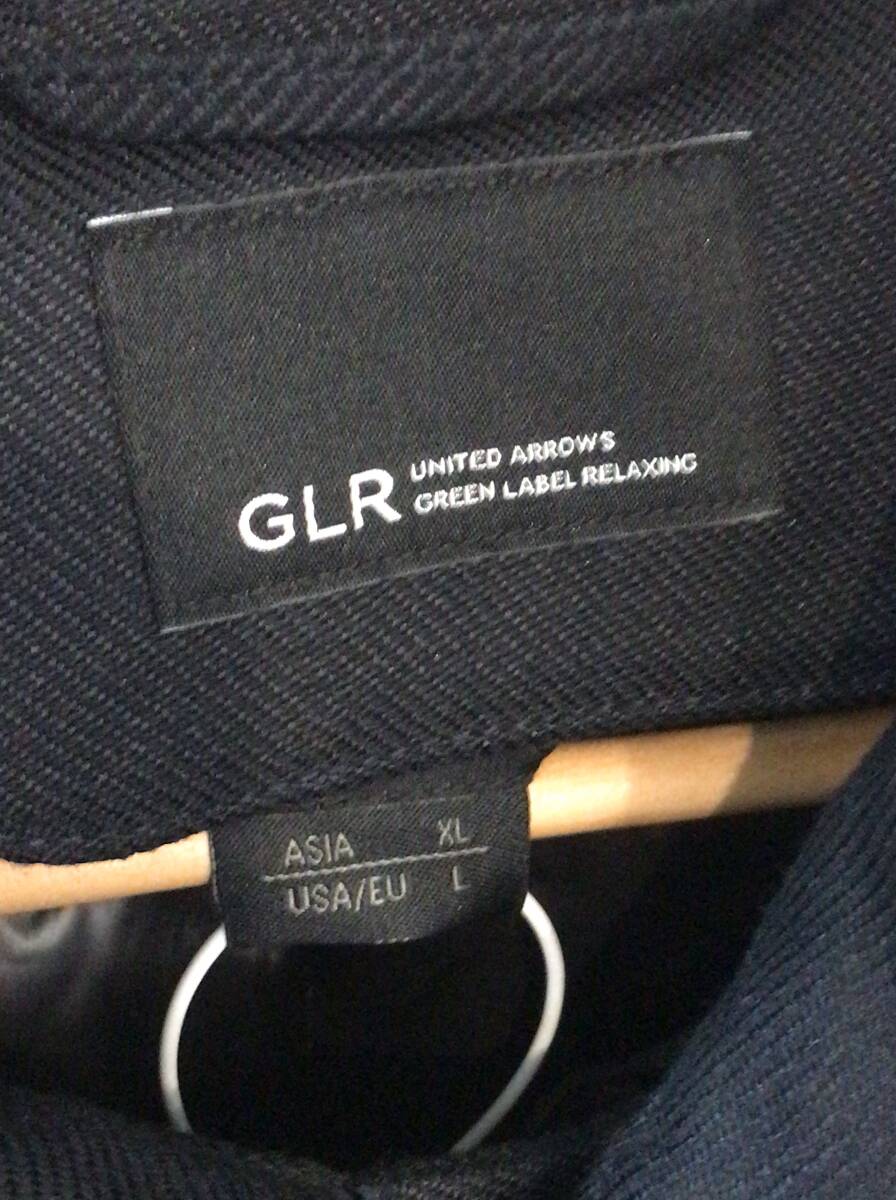 GLR
UNITED ARROWS
GREEN LABEL RELAXING
ASIA XL
USA/EU L